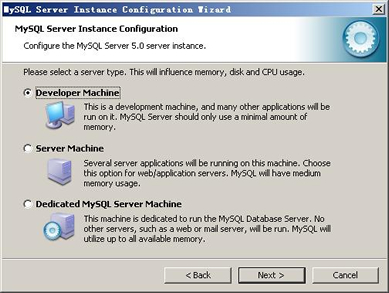 MySQL Server Instance Configuration Wizard
MySQL Server Instance Configuration
Configure the MySQL Server 5.0 server instance.
Please select a server type. This will influence memory, disk and CPU usage.
Developer Machine
This is a development machine, and many other applications will be
run on it. MySQL Server should only use a minimal amount of
memory.
Server Machine
Several server applications will be running on this machine. Choose
this option for web/application servers. MySQL will have medium
memory usage.
Dedicated MySQL Server Machine
This machine is dedicated to run the MySQL Database Server. No
other servers, such as a web or mail server, will be run. MySQL will
utilize up to all available memory.
< Back
Next >
Cancel